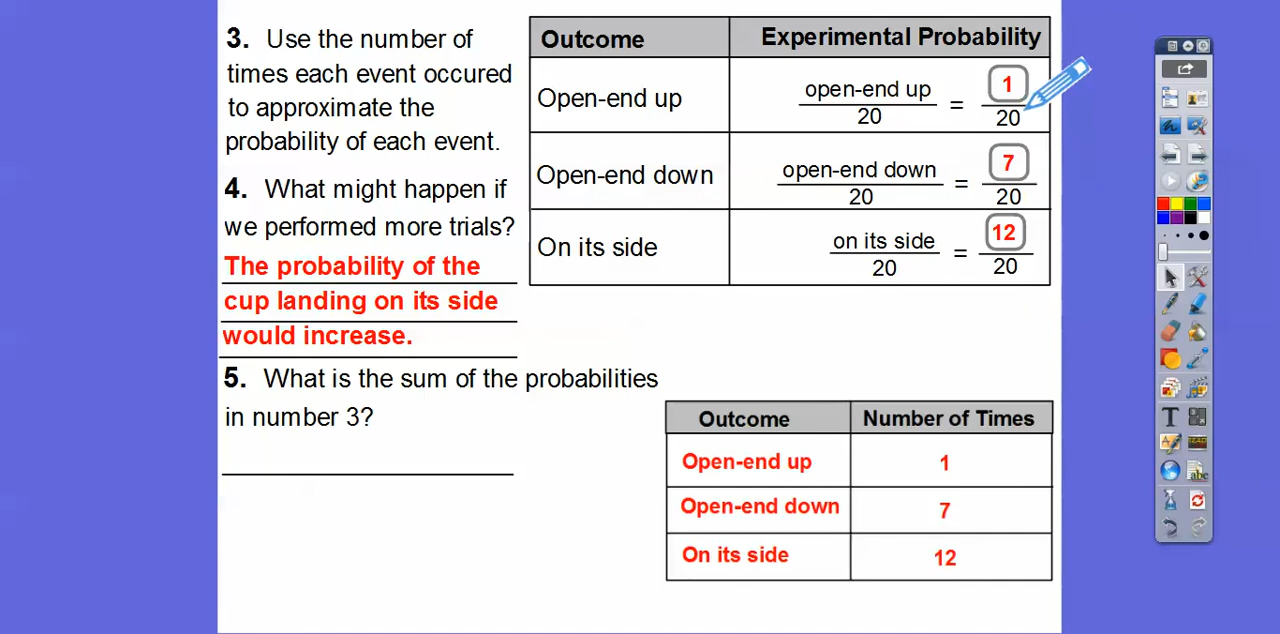 3. Use the number of
times each event occured
to approximate the
probability of each event.
4. What might happen if
we performed more trials?
The probability of the
cup landing on its side
would increase.
5. What is the sum of the probabilities
in number 3?
Outcome Experimental Probability
Open-end up open-end up / 20 = 1 / 20
Open-end down open-end down / 20 = 7 / 20
On its side on its side / 20 = 12 / 20
Outcome Number of Times
Open-end up 1
Open-end down 7
On its side 12